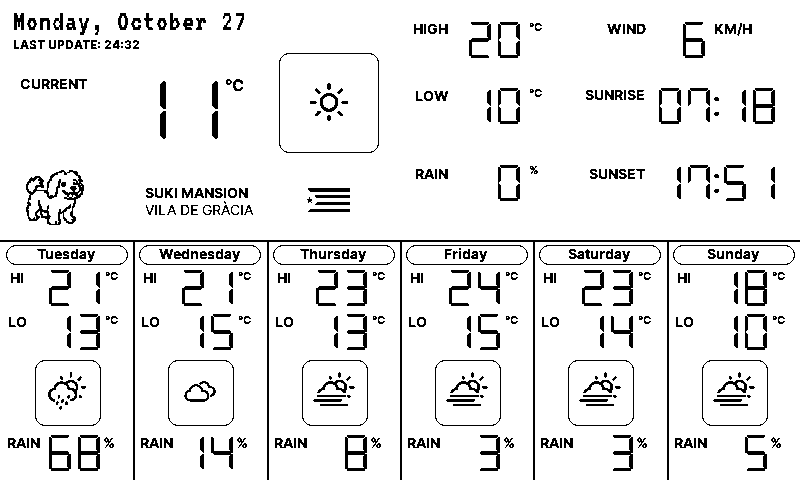 Monday, October 27
LAST UPDATE: 24:32
CURRENT 11 °C
HIGH 20 °C
LOW 10 °C
RAIN 0 %
WIND 6 KM/H
SUNRISE 07:18
SUNSET 17:51
SUKI MANSION
VILA DE GRÀCIA
Tuesday
HI 21 °C
LO 13 °C
RAIN 68 %
Wednesday
HI 21 °C
LO 15 °C
RAIN 14 %
Thursday
HI 23 °C
LO 13 °C
RAIN 8 %
Friday
HI 24 °C
LO 15 °C
RAIN 3 %
Saturday
HI 23 °C
LO 14 °C
RAIN 3 %
Sunday
HI 18 °C
LO 10 °C
RAIN 5 %